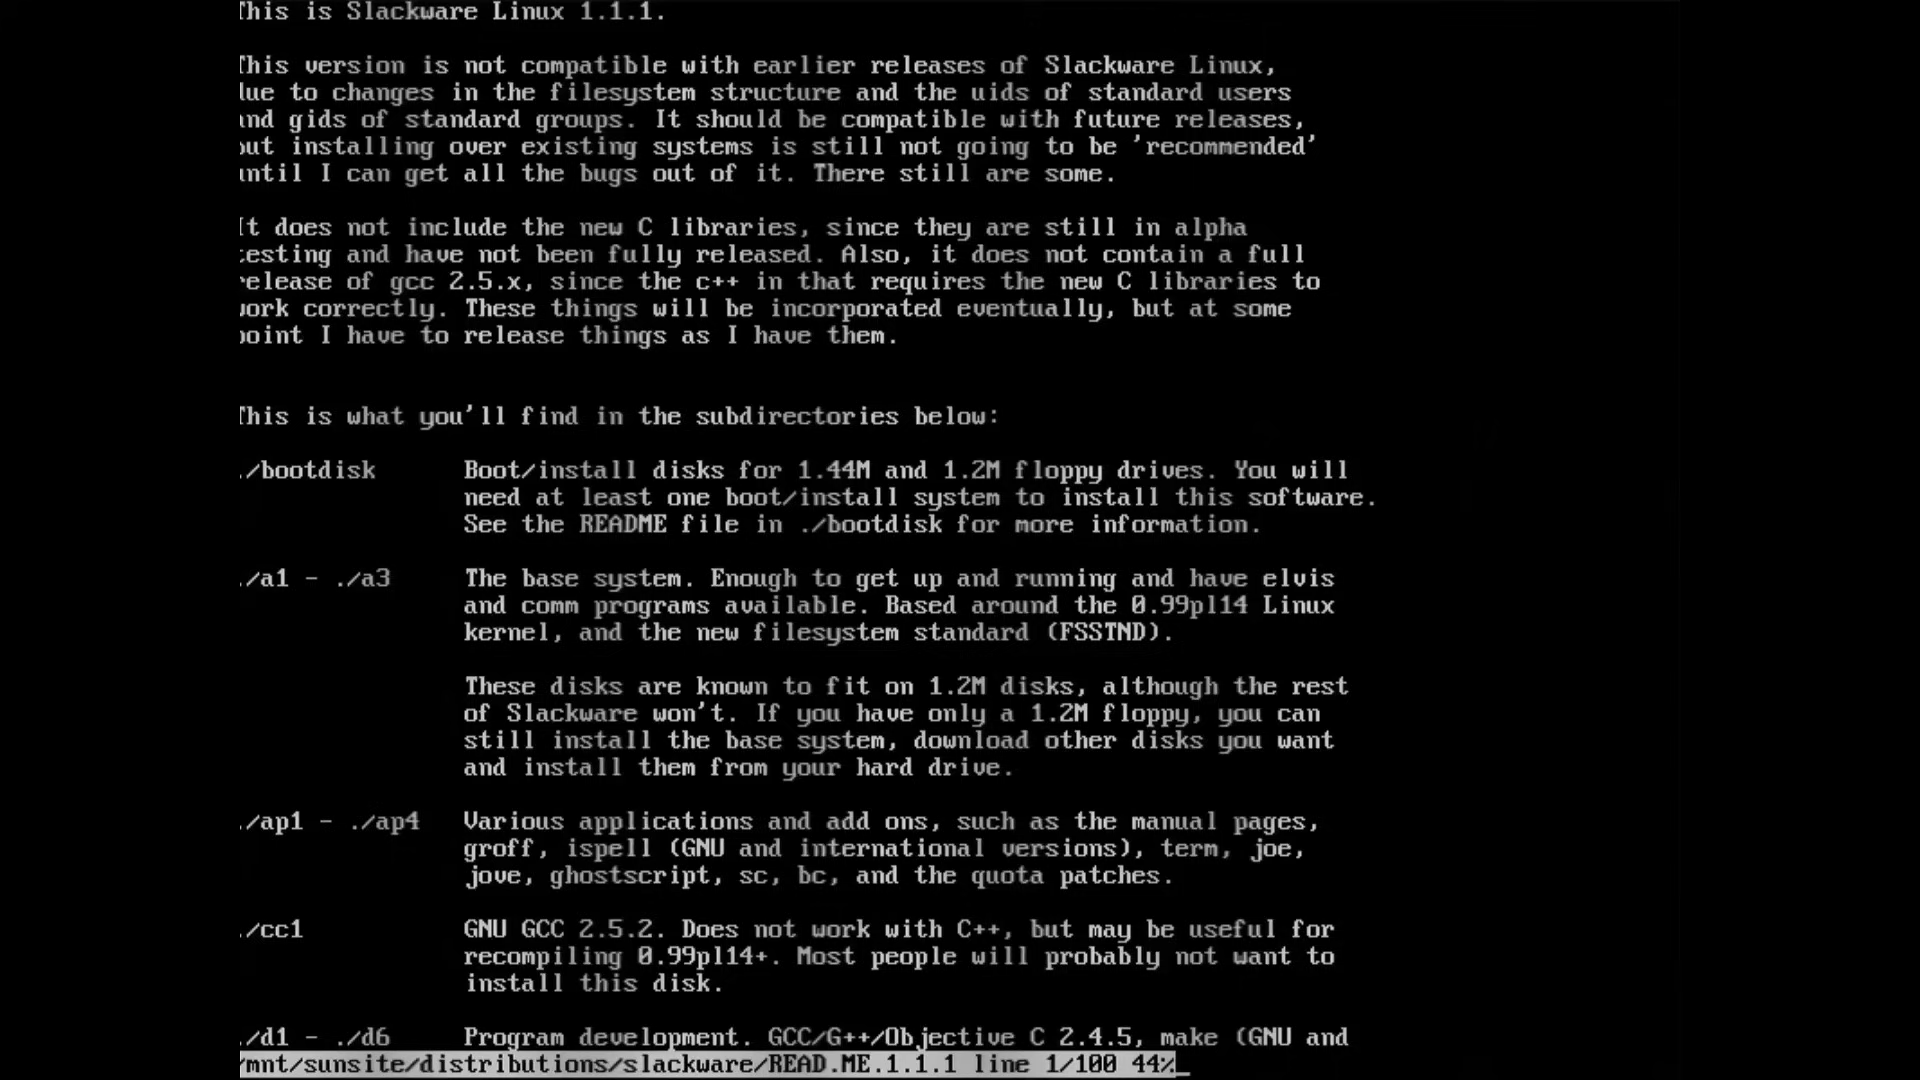 This is Slackware Linux 1.1.1.
This version is not compatible with earlier releases of Slackware Linux,
due to changes in the filesystem structure and the uids of standard users
and gids of standard groups. It should be compatible with future releases,
but installing over existing systems is still not going to be 'recommended'
until I can get all the bugs out of it. There still are some.
It does not include the new C libraries, since they are still in alpha
testing and have not been fully released. Also, it does not contain a full
release of gcc 2.5.x, since the c++ in that requires the new C libraries to
work correctly. These things will be incorporated eventually, but at some
point I have to release things as I have them.
This is what you'll find in the subdirectories below:
./bootdisk Boot/install disks for 1.44M and 1.2M floppy drives. You will
need at least one boot/install system to install this software.
See the README file in ./bootdisk for more information.
./a1 - ./a3 The base system. Enough to get up and running and have elvis
and comm programs available. Based around the 0.99pl14 Linux
kernel, and the new filesystem standard (FSSTND).
These disks are known to fit on 1.2M disks, although the rest
of Slackware won't. If you have only a 1.2M floppy, you can
still install the base system, download other disks you want
and install them from your hard drive.
./ap1 - ./ap4 Various applications and add ons, such as the manual pages,
groff, ispell (GNU and international versions), term, joe,
jove, ghostscript, sc, bc, and the quota patches.
./cc1 GNU GCC 2.5.2. Does not work with C++, but may be useful for
recompiling 0.99pl14+. Most people will probably not want to
install this disk.
./d1 - ./d6 Program development. GCC/G++/Objective C 2.4.5, make (GNU and
/mnt/sunsite/distributions/slackware/READ.ME.1.1.1 line 1/100 44%